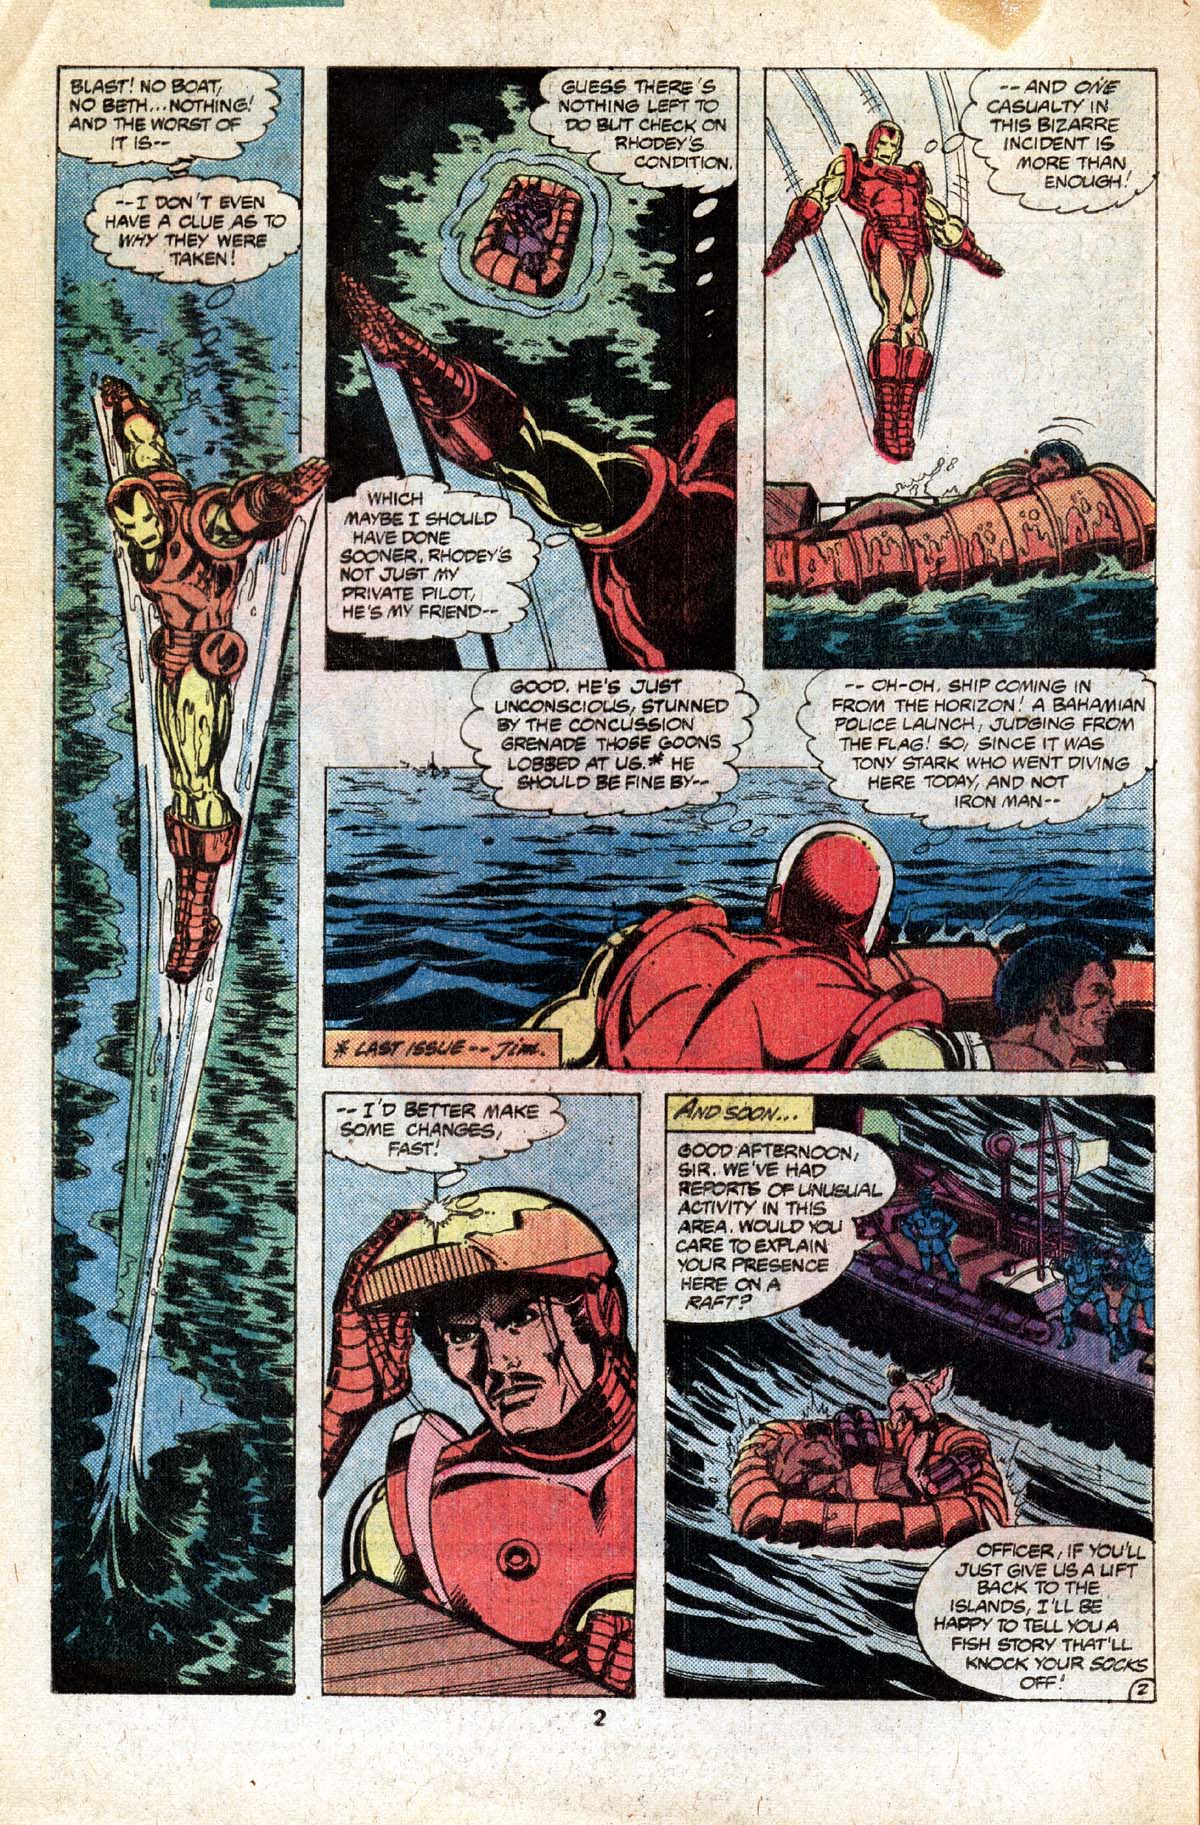 BLAST! NO BOAT,
NO BETH...NOTHING!
AND THE WORST OF
IT IS--
--I DON'T EVEN
HAVE A CLUE AS TO
WHY THEY WERE
TAKEN!
GUESS THERE'S
NOTHING LEFT TO
DO BUT CHECK ON
RHODEY'S
CONDITION.
WHICH
MAYBE I SHOULD
HAVE DONE
SOONER. RHODEY'S
NOT JUST MY
PRIVATE PILOT,
HE'S MY FRIEND--
--AND ONE
CASUALTY IN
THIS BIZARRE
INCIDENT IS
MORE THAN
ENOUGH!
GOOD. HE'S JUST
UNCONSCIOUS, STUNNED
BY THE CONCUSSION
GRENADE THOSE GOONS
LOBBED AT US.* HE
SHOULD BE FINE BY--
-- OH-OH. SHIP COMING IN
FROM THE HORIZON! A BAHAMIAN
POLICE LAUNCH, JUDGING FROM
THE FLAG! SO, SINCE IT WAS
TONY STARK WHO WENT DIVING
HERE TODAY, AND NOT
IRON MAN--
* LAST ISSUE -- Jim.
-- I'D BETTER MAKE
SOME CHANGES,
FAST!
AND SOON...
GOOD AFTERNOON,
SIR. WE'VE HAD
REPORTS OF UNUSUAL
ACTIVITY IN THIS
AREA. WOULD YOU
CARE TO EXPLAIN
YOUR PRESENCE
HERE ON A
RAFT?
OFFICER, IF YOU'LL
JUST GIVE US A LIFT
BACK TO THE
ISLANDS, I'LL BE
HAPPY TO TELL YOU A
FISH STORY THAT'LL
KNOCK YOUR SOCKS
OFF!
2
2